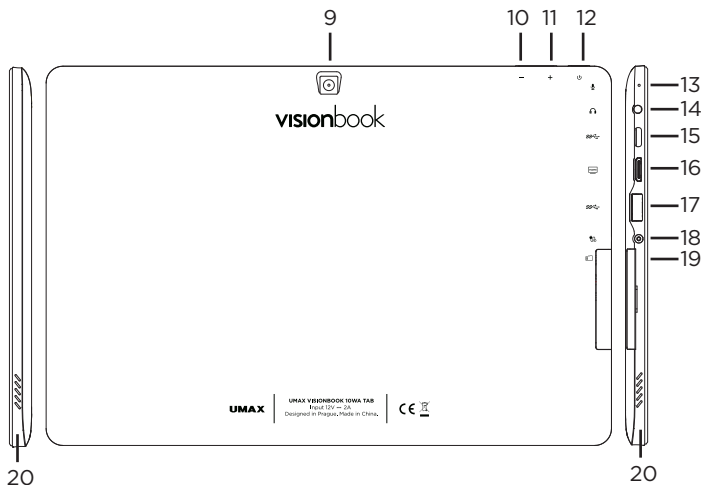 9
10 11 12
13
14
15
16
17
18
19
visionbook
UMAX
UMAX VISIONBOOK 10WA TAB
Input 12V ⎓ 2A
Designed in Prague. Made in China.
CE
20
20